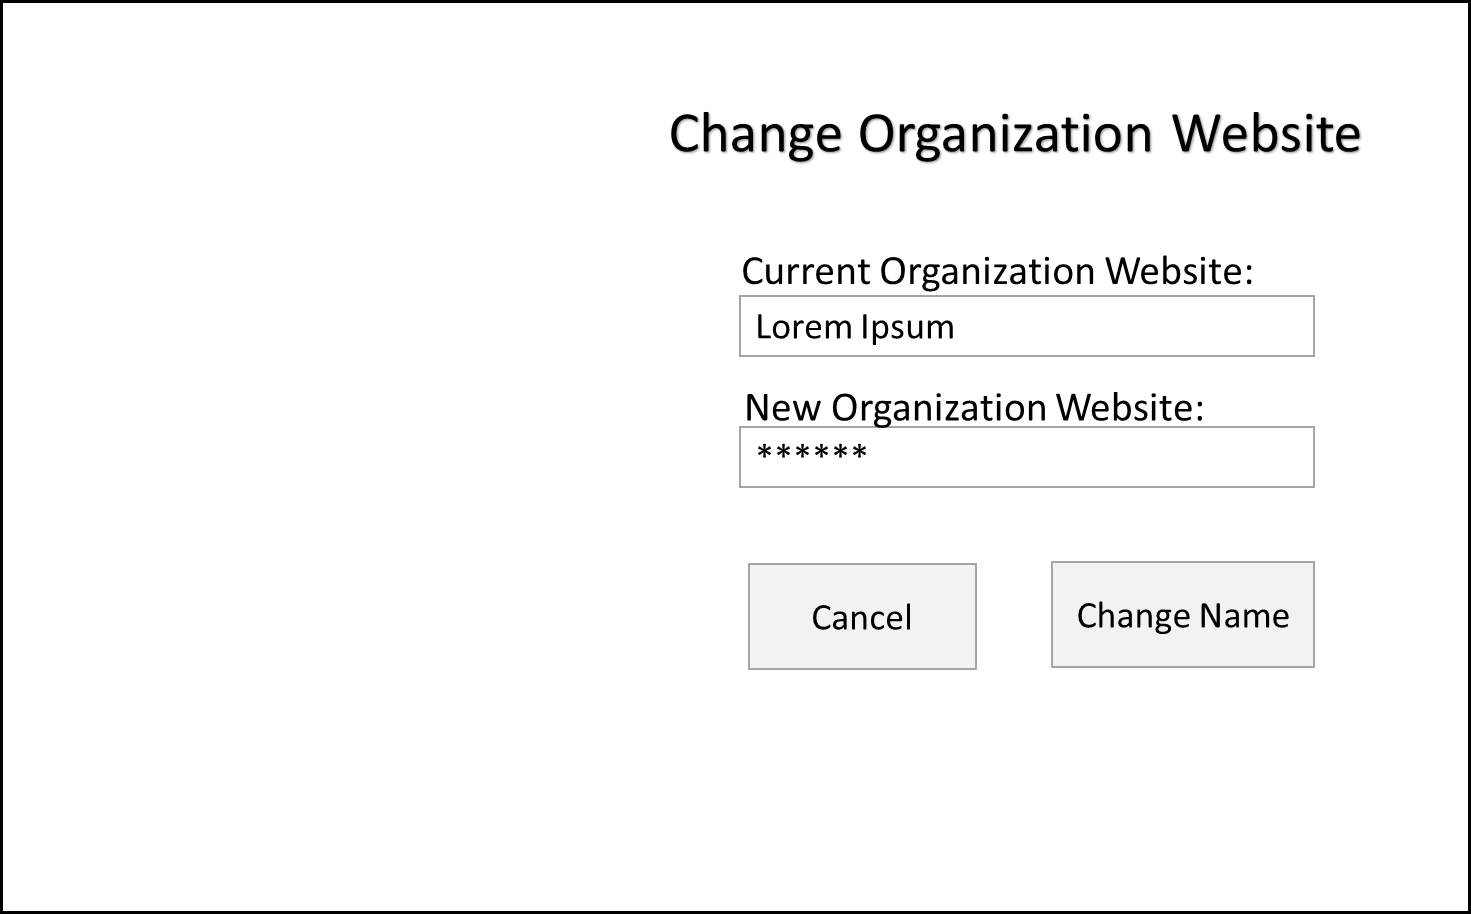 Change Organization Website
Current Organization Website:
Lorem Ipsum
New Organization Website:
******
Cancel
Change Name